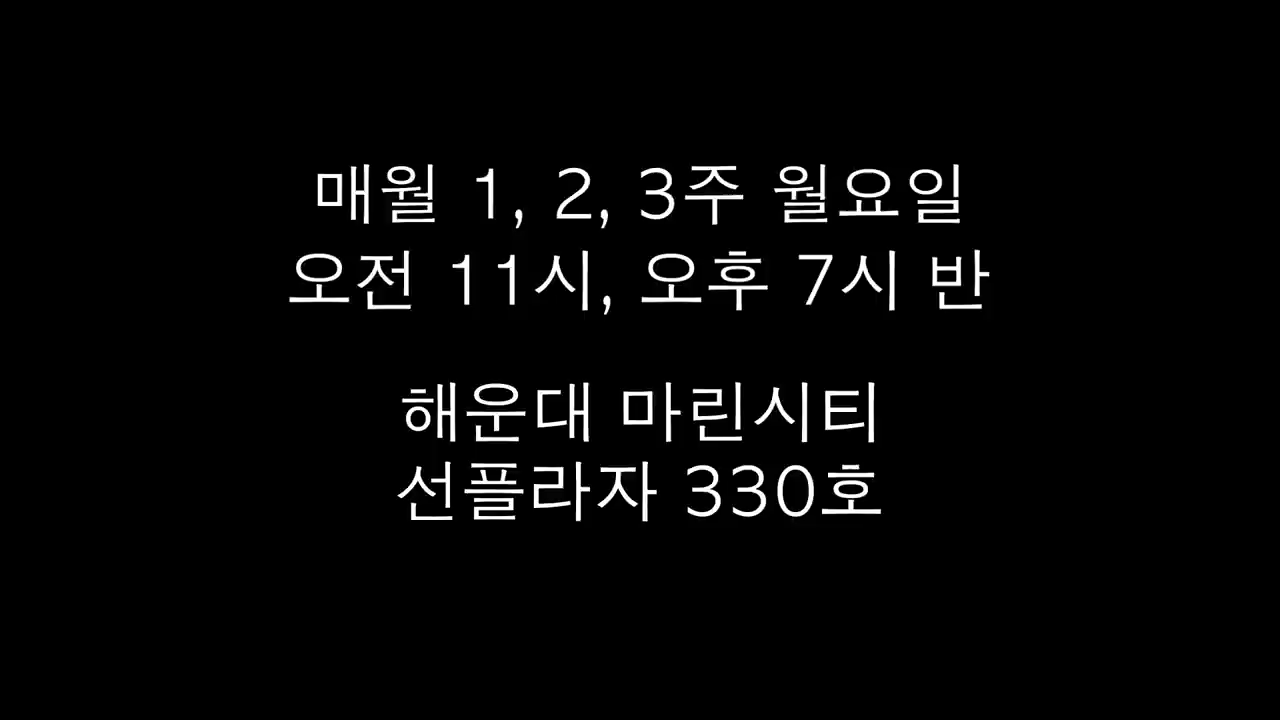 매월 1, 2, 3주 월요일
오전 11시, 오후 7시 반
해운대 마린시티
선플라자 330호